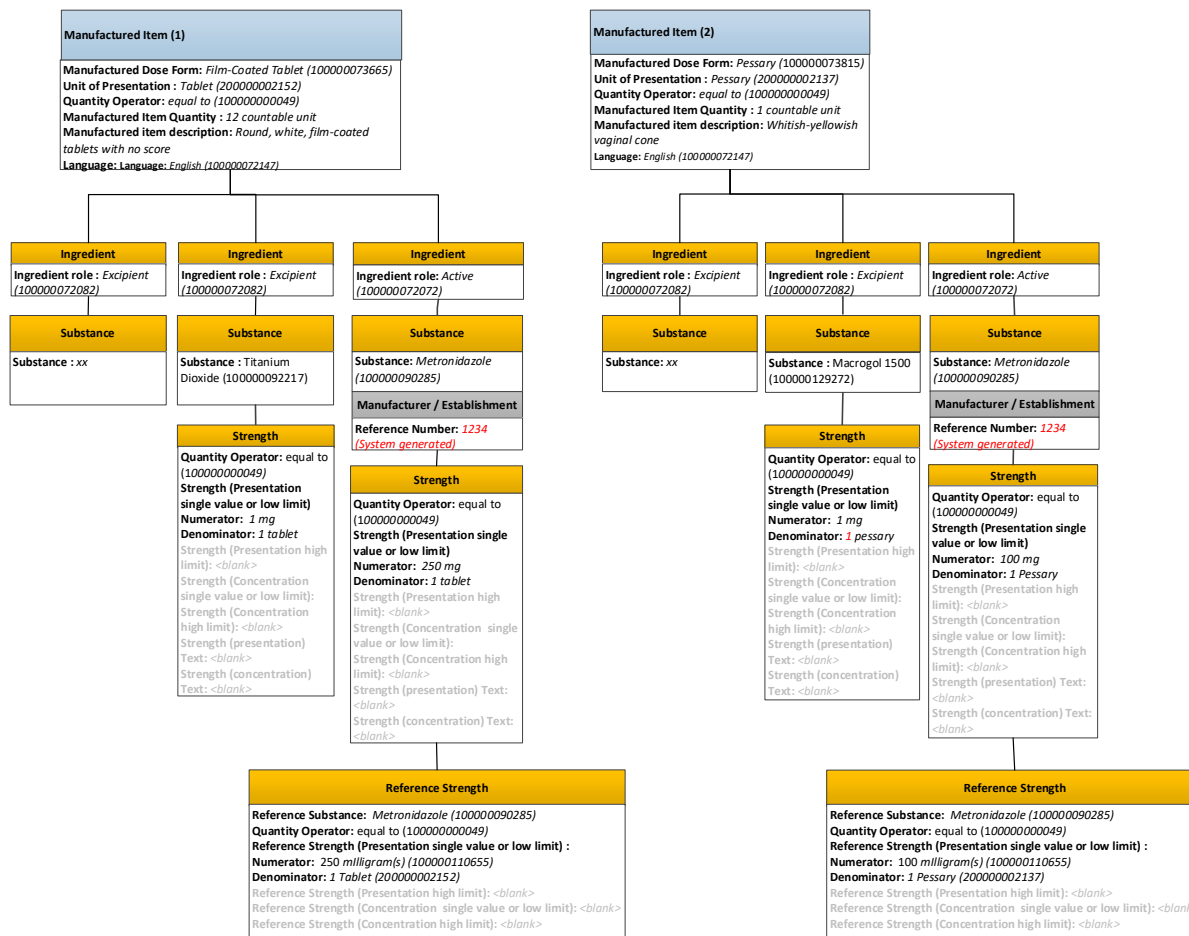 Manufactured Item (1)
Manufactured Dose Form: Film-Coated Tablet (100000073665)
Unit of Presentation : Tablet (200000002152)
Quantity Operator: equal to (100000000049)
Manufactured Item Quantity : 12 countable unit
Manufactured item description: Round, white, film-coated
tablets with no score
Language: Language: English (100000072147)
Ingredient
Ingredient role : Excipient
(100000072082)
Substance
Substance : xx
Ingredient
Ingredient role : Excipient
(100000072082)
Substance
Substance : Titanium
Dioxide (100000092217)
Strength
Quantity Operator: equal to
(100000000049)
Strength (Presentation
single value or low limit)
Numerator: 1 mg
Denominator: 1 tablet
Strength (Presentation high
limit): <blank>
Strength (Concentration
single value or low limit):
Strength (Concentration
high limit): <blank>
Strength (presentation)
Text: <blank>
Strength (concentration)
Text: <blank>
Ingredient
Ingredient role: Active
(100000072072)
Substance
Substance: Metronidazole
(100000090285)
Manufacturer / Establishment
Reference Number: 1234
(System generated)
Strength
Quantity Operator: equal to
(100000000049)
Strength (Presentation single
value or low limit)
Numerator: 250 mg
Denominator: 1 tablet
Strength (Presentation high
limit): <blank>
Strength (Concentration single
value or low limit):
Strength (Concentration high
limit): <blank>
Strength (presentation) Text:
<blank>
Strength (concentration) Text:
<blank>
Reference Strength
Reference Substance: Metronidazole (100000090285)
Quantity Operator: equal to (100000000049)
Reference Strength (Presentation single value or low limit) :
Numerator: 250 milligram(s) (100000110655)
Denominator: 1 Tablet (200000002152)
Reference Strength (Presentation high limit): <blank>
Reference Strength (Concentration single value or low limit): <blank>
Reference Strength (Concentration high limit): <blank>
Manufactured Item (2)
Manufactured Dose Form: Pessary (100000073815)
Unit of Presentation : Pessary (200000002137)
Quantity Operator: equal to (100000000049)
Manufactured Item Quantity : 1 countable unit
Manufactured item description: Whitish-yellowish
vaginal cone
Language: English (100000072147)
Ingredient
Ingredient role : Excipient
(100000072082)
Substance
Substance: xx
Ingredient
Ingredient role : Excipient
(100000072082)
Substance
Substance : Macrogol 1500
(100000129272)
Strength
Quantity Operator: equal to
(100000000049)
Strength (Presentation
single value or low limit)
Numerator: 1 mg
Denominator: 1 pessary
Strength (Presentation high
limit): <blank>
Strength (Concentration
single value or low limit):
Strength (Concentration
high limit): <blank>
Strength (presentation)
Text: <blank>
Strength (concentration)
Text: <blank>
Ingredient
Ingredient role: Active
(100000072072)
Substance
Substance: Metronidazole
(100000090285)
Manufacturer / Establishment
Reference Number: 1234
(System generated)
Strength
Quantity Operator: equal to
(100000000049)
Strength (Presentation single
value or low limit)
Numerator: 100 mg
Denominator: 1 Pessary
Strength (Presentation high
limit): <blank>
Strength (Concentration
single value or low limit):
Strength (Concentration high
limit): <blank>
Strength (presentation) Text:
<blank>
Strength (concentration) Text:
<blank>
Reference Strength
Reference Substance: Metronidazole (100000090285)
Quantity Operator: equal to (100000000049)
Reference Strength (Presentation single value or low limit) :
Numerator: 100 milligram(s) (100000110655)
Denominator: 1 Pessary (200000002137)
Reference Strength (Presentation high limit): <blank>
Reference Strength (Concentration single value or low limit): <blank
Reference Strength (Concentration high limit): <blank>